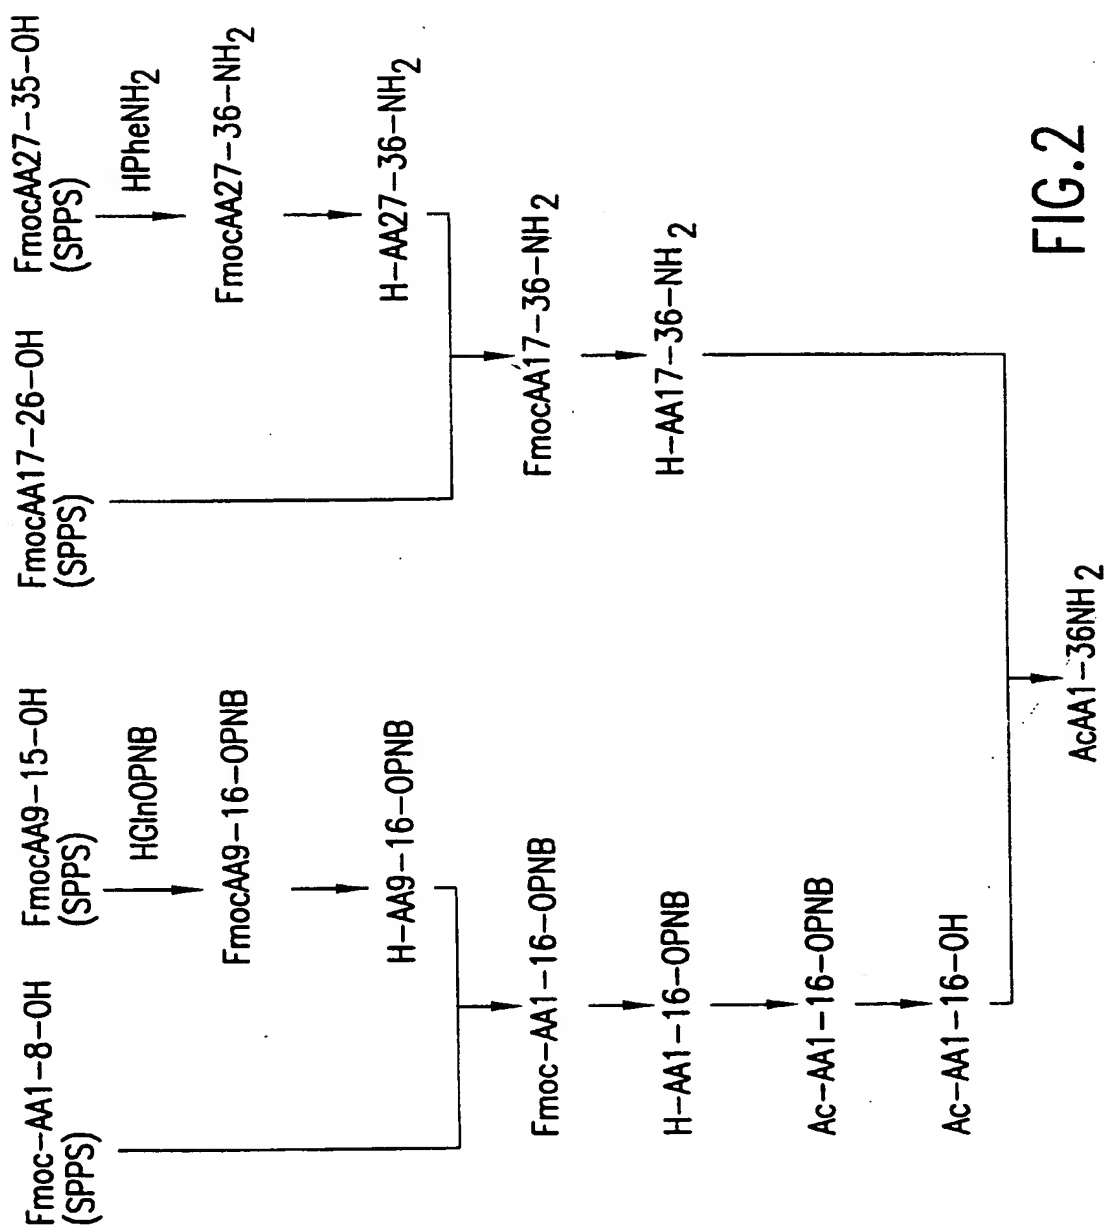 Fmoc-AA1-8-OH
(SPPS)
FmocAA9-15-OH
(SPPS)
HGlnOPNB
FmocAA9-16-OPNB
H-AA9-16-OPNB
Fmoc-AA1-16-OPNB
H-AA1-16-OPNB
Ac-AA1-16-OPNB
Ac-AA1-16-OH
FmocAA17-26-OH
(SPPS)
FmocAA27-35-OH
(SPPS)
HPheNH2
FmocAA27-36-NH2
H-AA27-36-NH2
FmocAA17-36-NH2
H-AA17-36-NH2
AcAA1-36NH2
FIG.2